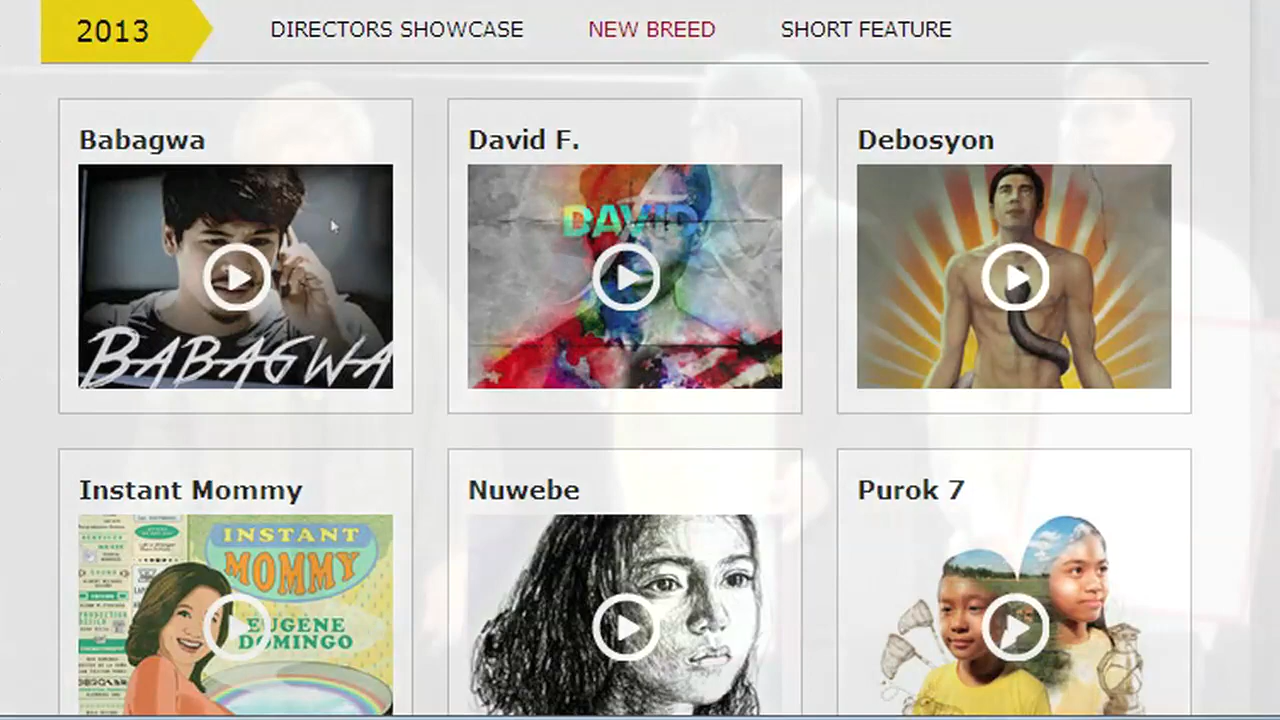 2013
DIRECTORS SHOWCASE
NEW BREED
SHORT FEATURE
Babagwa
David F.
Debosyon
BABAGWA
DAVID
Instant Mommy
Nuwebe
Purok 7
INSTANT
MOMMY
EUGENE
DOMINGO